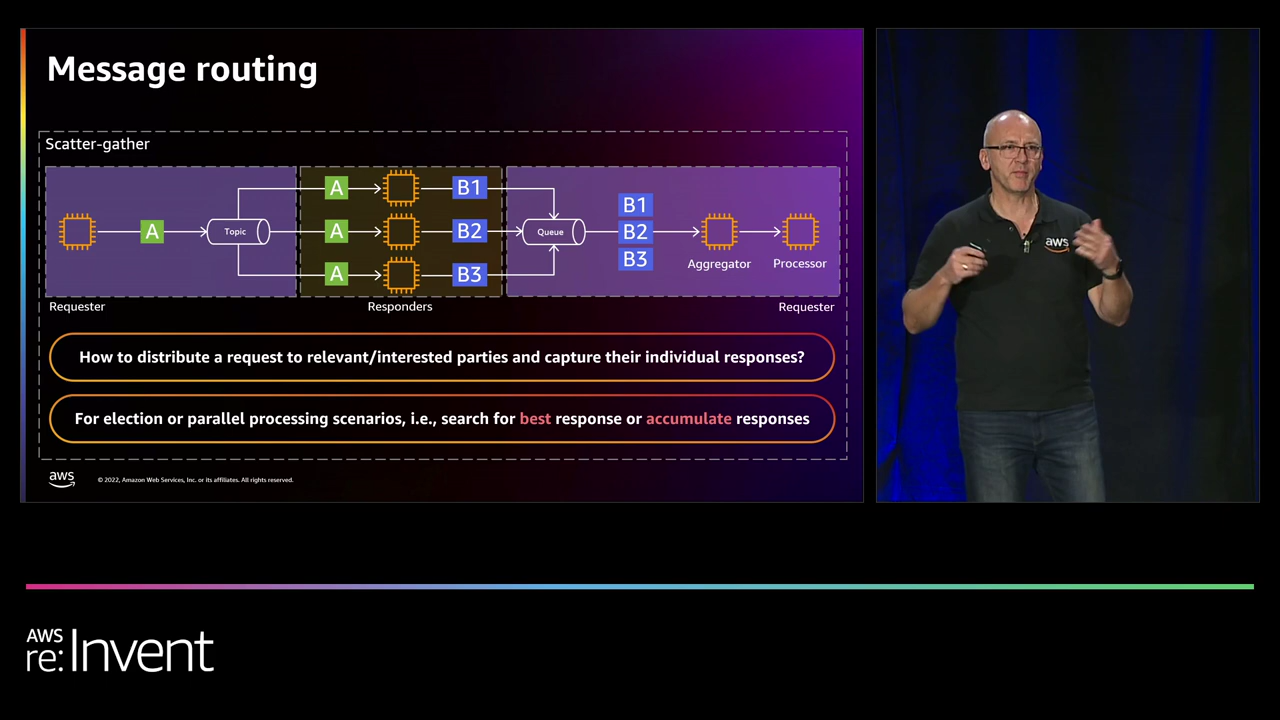 Message routing
Scatter-gather
A
A
A
A
Topic
B1
B2
B3
Queue
B1
B2
B3
Aggregator
Processor
Requester
Responders
Requester
How to distribute a request to relevant/interested parties and capture their individual responses?
For election or parallel processing scenarios, i.e., search for best response or accumulate responses
aws
© 2022, Amazon Web Services, Inc. or its affiliates. All rights reserved.
aws
AWS
re:Invent